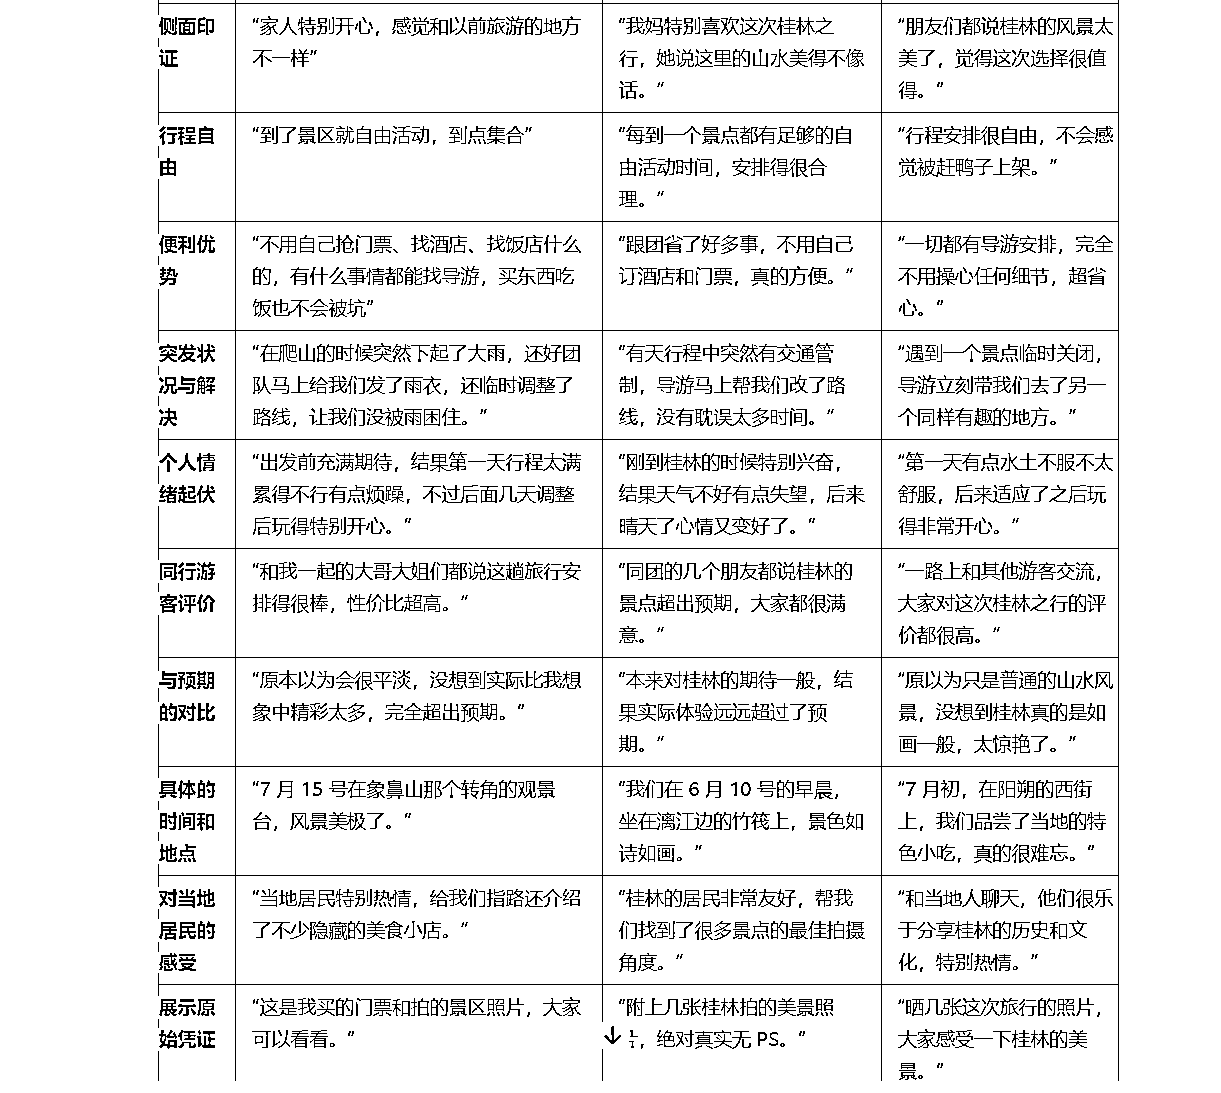 侧面印
证
“家人特别开心，感觉和以前旅游的地方
不一样”
“我妈特别喜欢这次桂林之
行，她说这里的山水美得不像
话。”
“朋友们都说桂林的风景太
美了，觉得这次选择很值
得。”
行程自
由
“到了景区就自由活动，到点集合”
“每到一个景点都有足够的自
由活动时间，安排得很合
理。”
“行程安排很自由，不会感
觉被赶鸭子上架。”
便利优
势
“不用自己抢门票、找酒店、找饭店什么
的，有什么事情都能找导游，买东西吃
饭也不会被坑”
“跟团省了好多事，不用自己
订酒店和门票，真的方便。”
“一切都有导游安排，完全
不用操心任何细节，超省
心。”
突发状
况与解
决
“在爬山的时候突然下起了大雨，还好团
队马上给我们发了雨衣，还临时调整了
路线，让我们没被雨困住。”
“有天行程中突然有交通管
制，导游马上帮我们改了路
线，没有耽误太多时间。”
“遇到一个景点临时关闭，
导游立刻带我们去了另一
个同样有趣的地方。”
个人情
绪起伏
“出发前充满期待，结果第一天行程太满
累得不行有点烦躁，不过后面几天调整
后玩得特别开心。”
“刚到桂林的时候特别兴奋，
结果天气不好有点失望，后来
晴天了心情又变好了。”
“第一天有点水土不服不太
舒服，后来适应了之后玩
得非常开心。”
同行游
客评价
“和我一起的大哥大姐们都说这趟旅行安
排得很棒，性价比超高。”
“同团的几个朋友都说桂林的
景点超出预期，大家都很满
意。”
“一路上和其他游客交流，
大家对这次桂林之行的评
价都很高。”
与预期
的对比
“原本以为会很平淡，没想到实际比我想
象中精彩太多，完全超出预期。”
“本来对桂林的期待一般，结
果实际体验远远超过了预
期。”
“原以为只是普通的山水风
景，没想到桂林真的是如
画一般，太惊艳了。”
具体的
时间和
地点
“7 月 15 号在象鼻山那个转角的观景
台，风景美极了。”
“我们在 6 月 10 号的早晨，
坐在漓江边的竹筏上，景色如
诗如画。”
“7 月初，在阳朔的西街
上，我们品尝了当地的特
色小吃，真的很难忘。”
对当地
居民的
感受
“当地居民特别热情，给我们指路还介绍
了不少隐藏的美食小店。”
“桂林的居民非常友好，帮我
们找到了很多景点的最佳拍摄
角度。”
“和当地人聊天，他们很乐
于分享桂林的历史和文
化，特别热情。”
展示原
始凭证
“这是我买的门票和拍的景区照片，大家
可以看看。”
“附上几张桂林拍的美景照
，绝对真实无 PS。”
“晒几张这次旅行的照片，
大家感受一下桂林的美
景。”